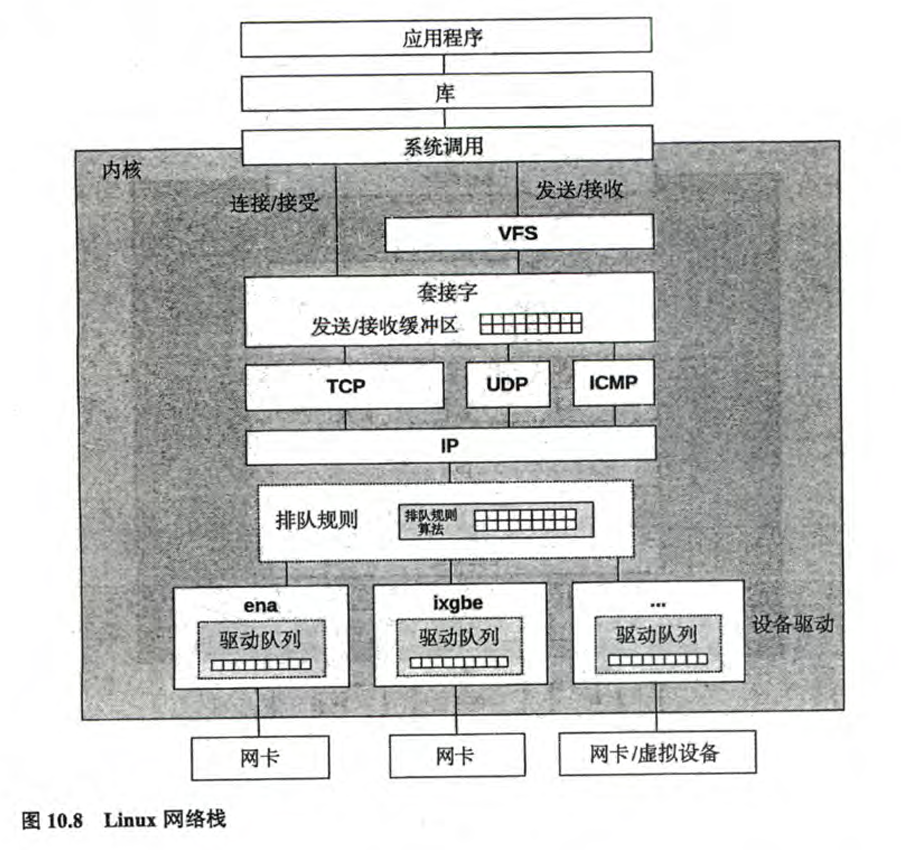 应用程序
库
系统调用
内核
连接/接受
发送/接收
VFS
套接字
发送/接收缓冲区
TCP
UDP
ICMP
IP
排队规则
排队规则
算法
ena
ixgbe
...
驱动队列
驱动队列
驱动队列
设备驱动
网卡
网卡
网卡/虚拟设备
图 10.8 Linux 网络栈